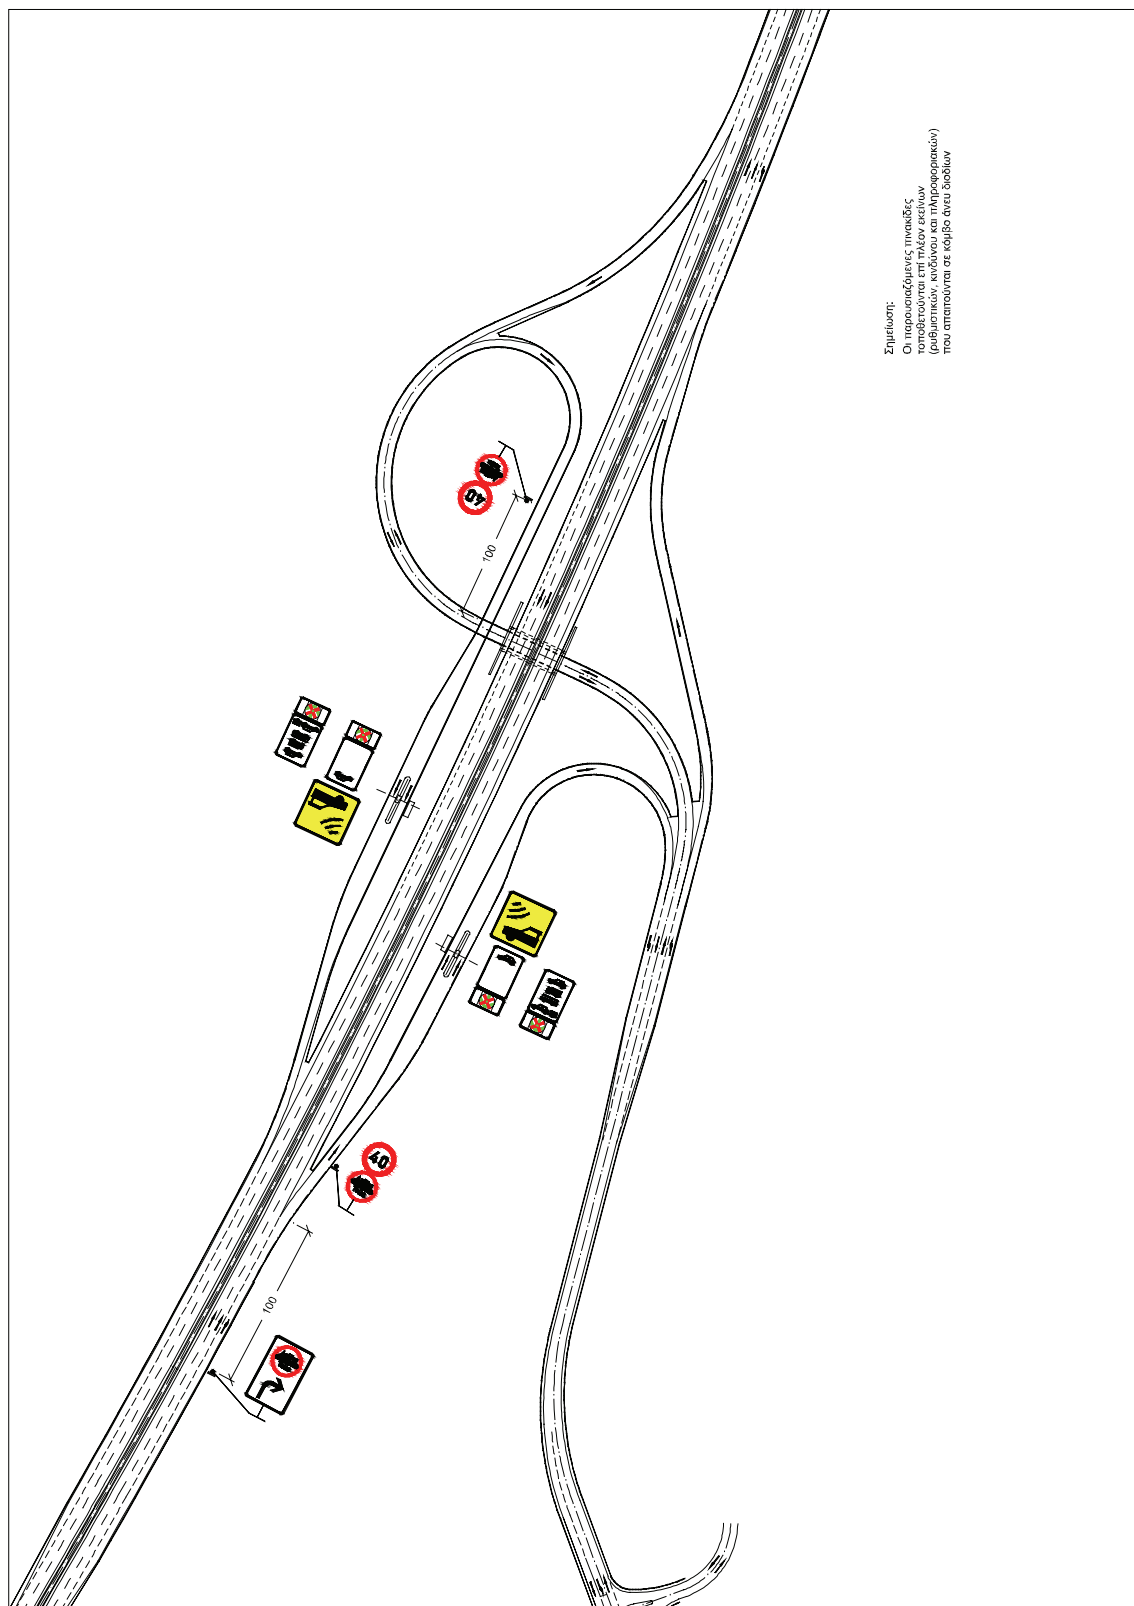 Σημείωση:
Οι παρουσιαζόμενες πινακίδες
τοποθετούνται επί πλέον εκείνων
(ρυθμιστικών, κινδύνου και πληροφοριακών)
που απαιτούνται σε κόμβο άνευ διοδίων
40
100
40
100